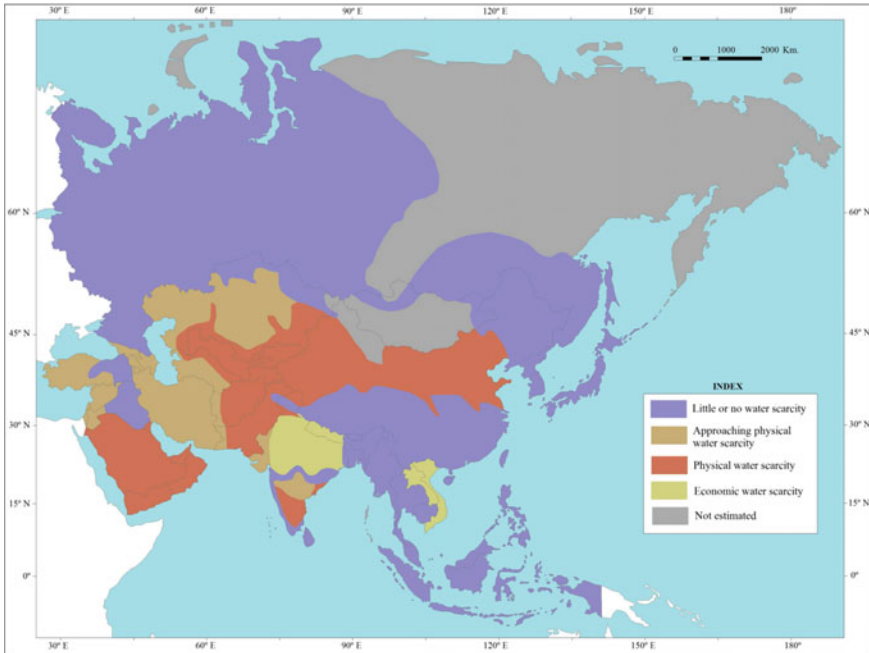 30° E 60° E 90° E 120° E 150° E 180°
0 1000 2000 Km.
60° N 60° N
45° N 45° N
30° N 30° N
15° N 15° N
0° 0°
INDEX
Little or no water scarcity
Approaching physical
water scarcity
Physical water scarcity
Economic water scarcity
Not estimated
30° E 60° E 90° E 120° E 150° E 180°